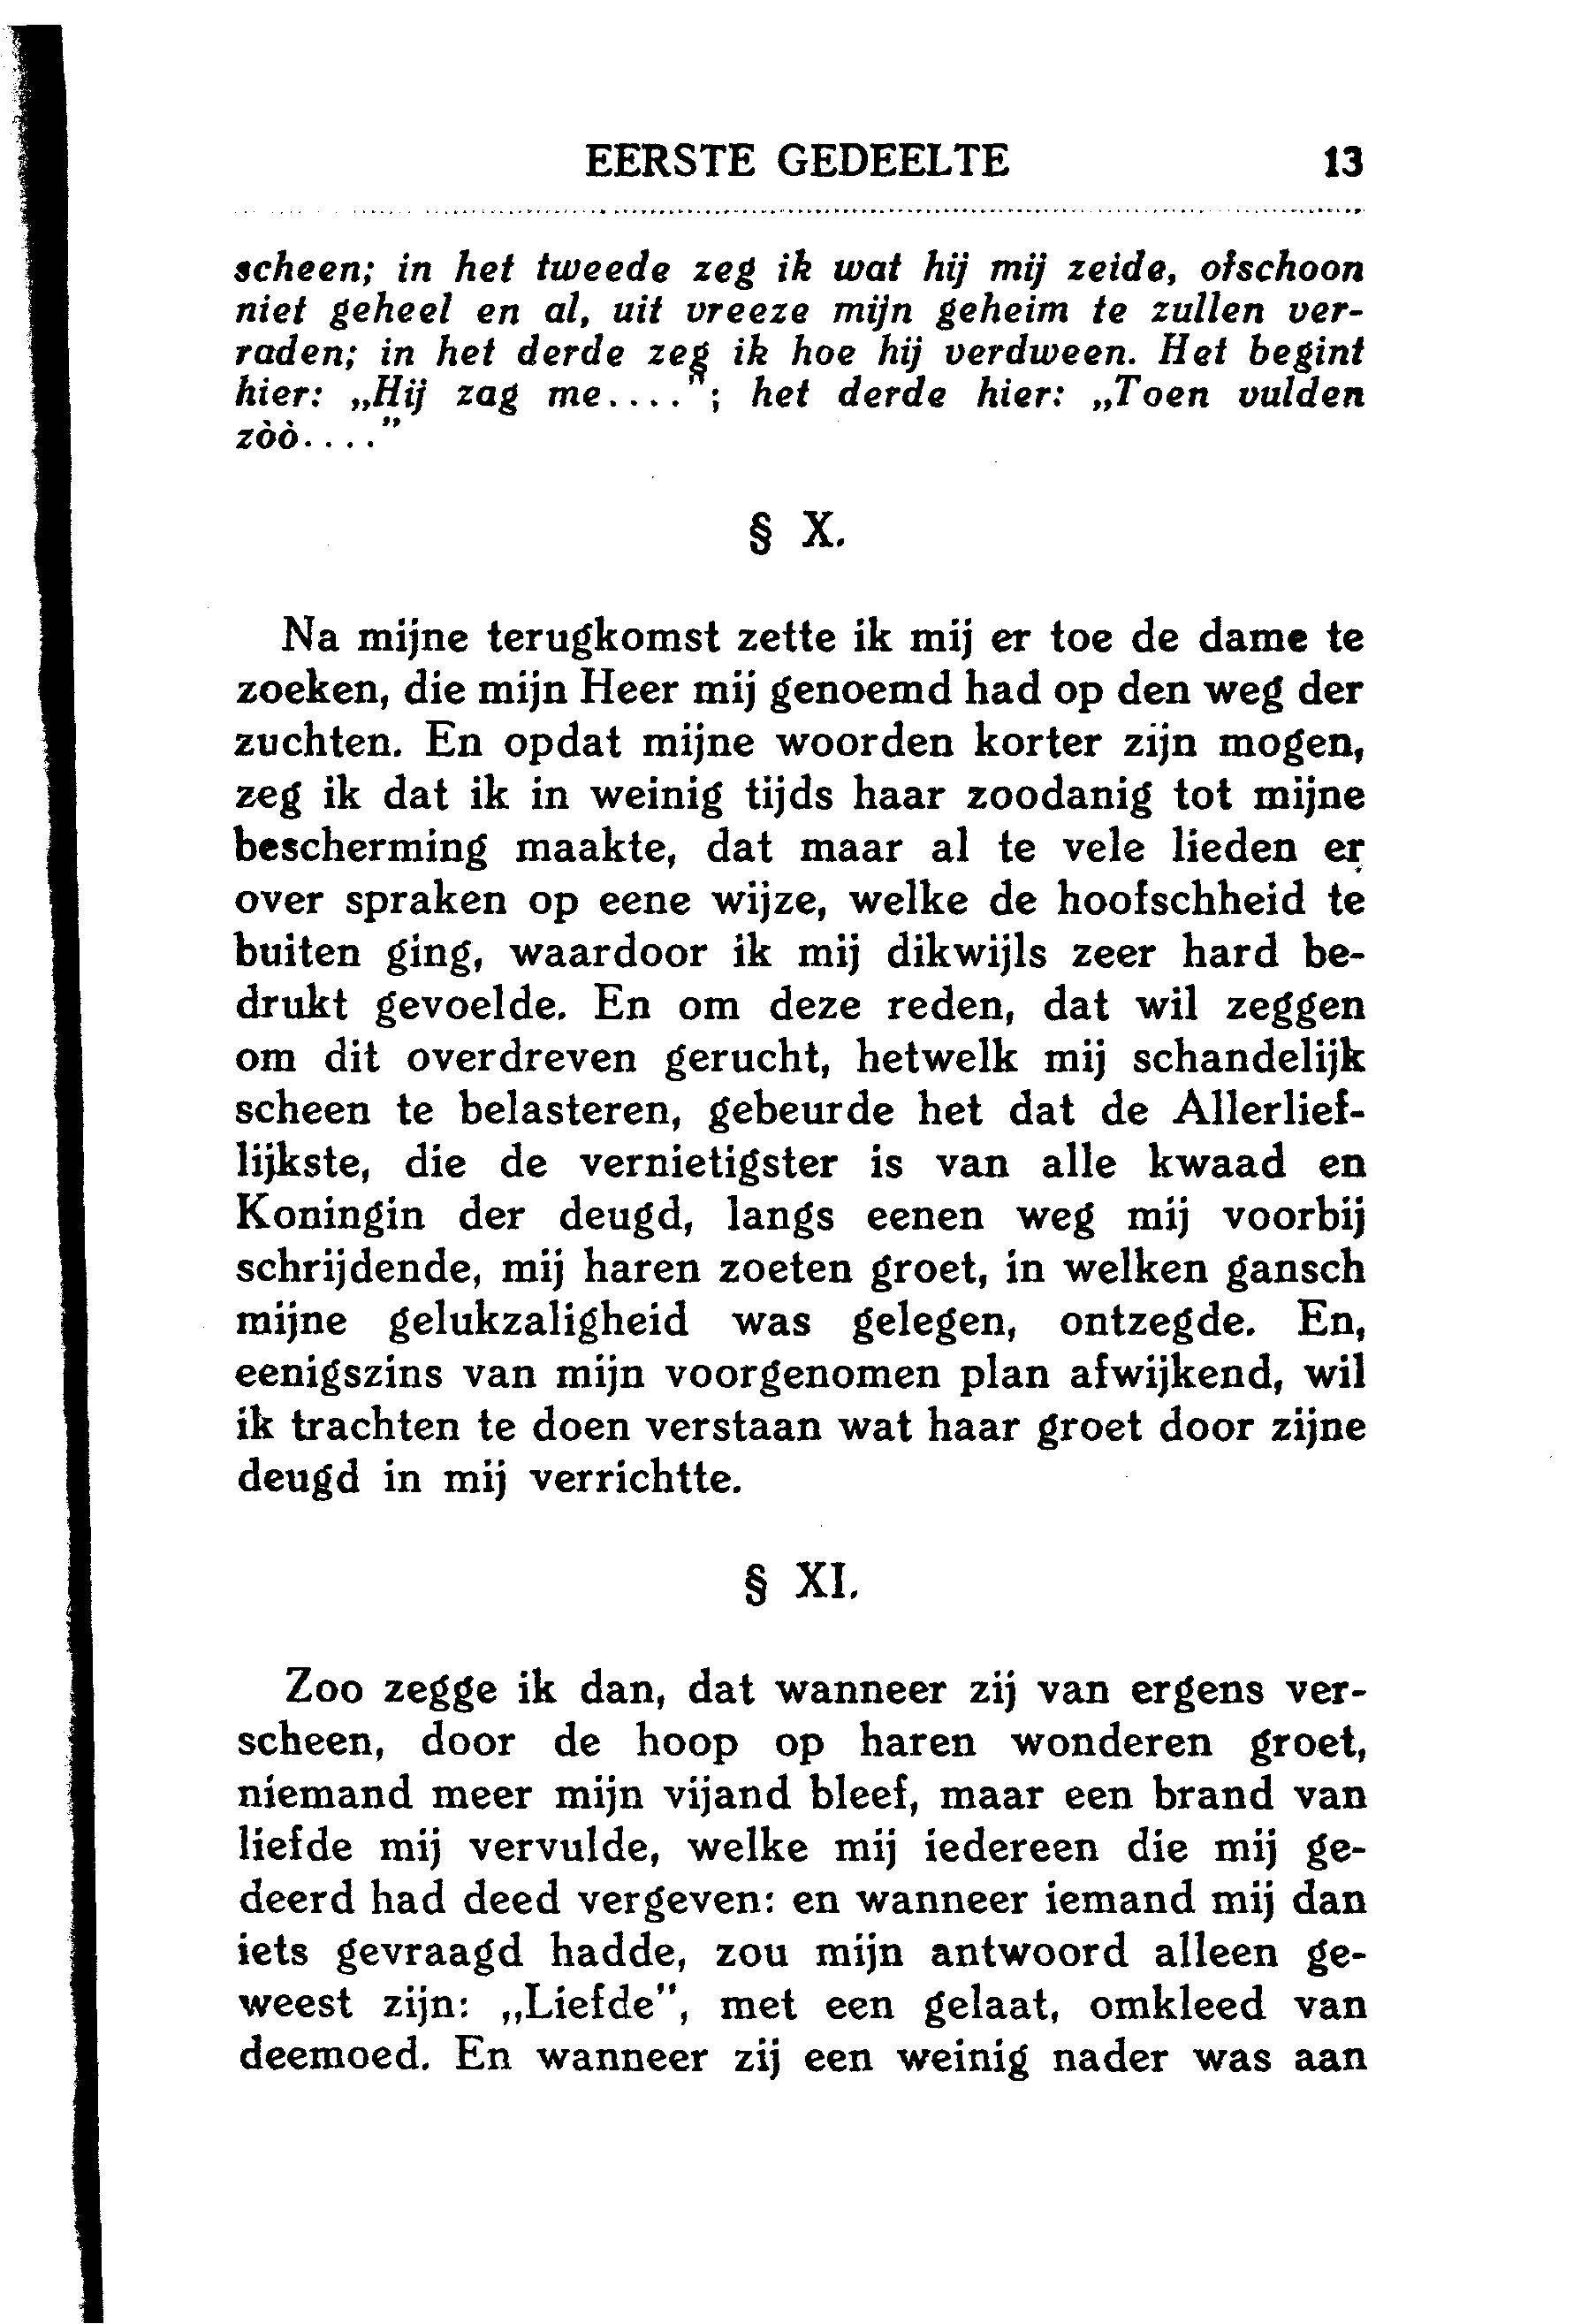 EERSTE GEDEELTE 13
scheen; in het tweede zeg ik wat hij mij zeide, ofschoon
niet geheel en al, uit vreeze mijn geheim te zullen ver-
raden; in het derde zeg ik hoe hij verdween. Het begint
hier: „Hij zag me....”; het derde hier: „Toen vulden
zòò....”
§ X.
Na mijne terugkomst zette ik mij er toe de dame te
zoeken, die mijn Heer mij genoemd had op den weg der
zuchten. En opdat mijne woorden korter zijn mogen,
zeg ik dat ik in weinig tijds haar zoodanig tot mijne
bescherming maakte, dat maar al te vele lieden er
over spraken op eene wijze, welke de hoofschheid te
buiten ging, waardoor ik mij dikwijls zeer hard be-
drukt gevoelde. En om deze reden, dat wil zeggen
om dit overdreven gerucht, hetwelk mij schandelijk
scheen te belasteren, gebeurde het dat de Allerlief-
lijkste, die de vernietigster is van alle kwaad en
Koningin der deugd, langs eenen weg mij voorbij
schrijdende, mij haren zoeten groet, in welken gansch
mijne gelukzaligheid was gelegen, ontzegde. En,
eenigszins van mijn voorgenomen plan afwijkend, wil
ik trachten te doen verstaan wat haar groet door zijne
deugd in mij verrichtte.
§ XI.
Zoo zegge ik dan, dat wanneer zij van ergens ver-
scheen, door de hoop op haren wonderen groet,
niemand meer mijn vijand bleef, maar een brand van
liefde mij vervulde, welke mij iedereen die mij ge-
deerd had deed vergeven: en wanneer iemand mij dan
iets gevraagd hadde, zou mijn antwoord alleen ge-
weest zijn: „Liefde”, met een gelaat, omkleed van
deemoed. En wanneer zij een weinig nader was aan